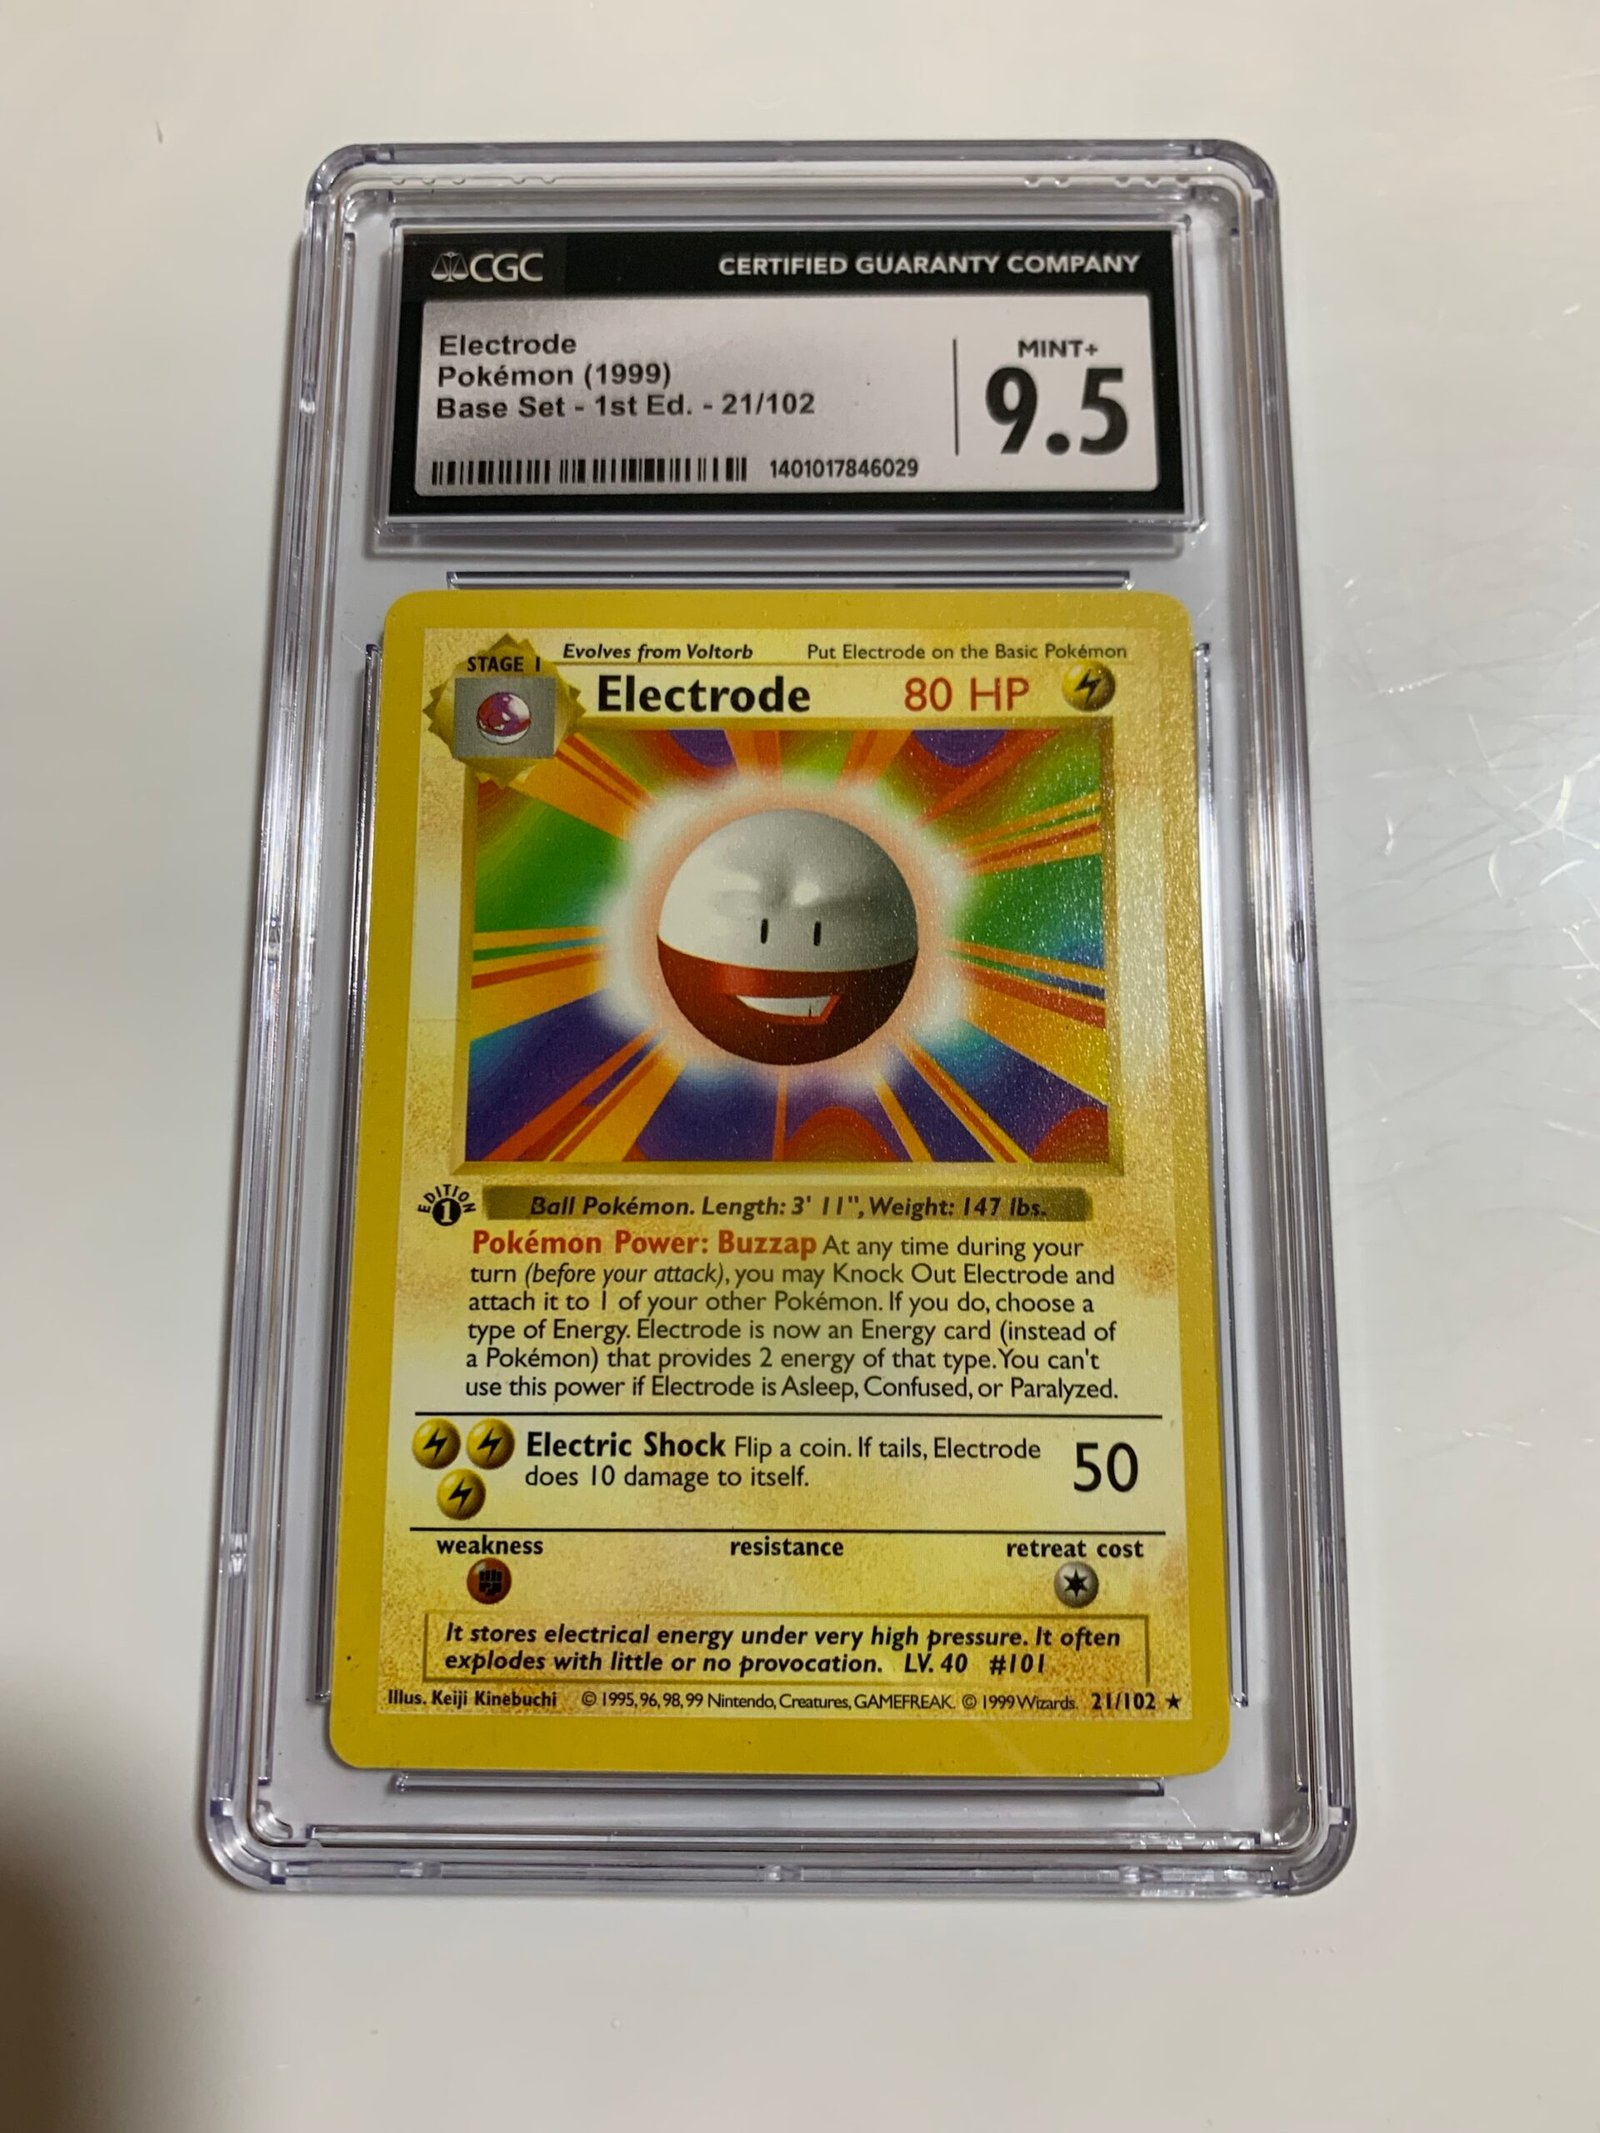 CGC
CERTIFIED GUARANTY COMPANY
Electrode
Pokémon (1999)
Base Set - 1st Ed. - 21/102
MINT+
9.5
1401017846029
STAGE 1
Evolves from Voltorb
Put Electrode on the Basic Pokémon
Electrode 80 HP
EDITION
1
Ball Pokémon. Length: 3' 11", Weight: 147 lbs.
Pokémon Power: Buzzap At any time during your
turn (before your attack), you may Knock Out Electrode and
attach it to 1 of your other Pokémon. If you do, choose a
type of Energy. Electrode is now an Energy card (instead of
a Pokémon) that provides 2 energy of that type. You can't
use this power if Electrode is Asleep, Confused, or Paralyzed.
Electric Shock Flip a coin. If tails, Electrode
does 10 damage to itself.
50
weakness resistance retreat cost
It stores electrical energy under very high pressure. It often
explodes with little or no provocation. LV. 40 #101
Illus. Keiji Kinebuchi © 1995, 96, 98, 99 Nintendo, Creatures, GAMEFREAK. © 1999 Wizards. 21/102 ★